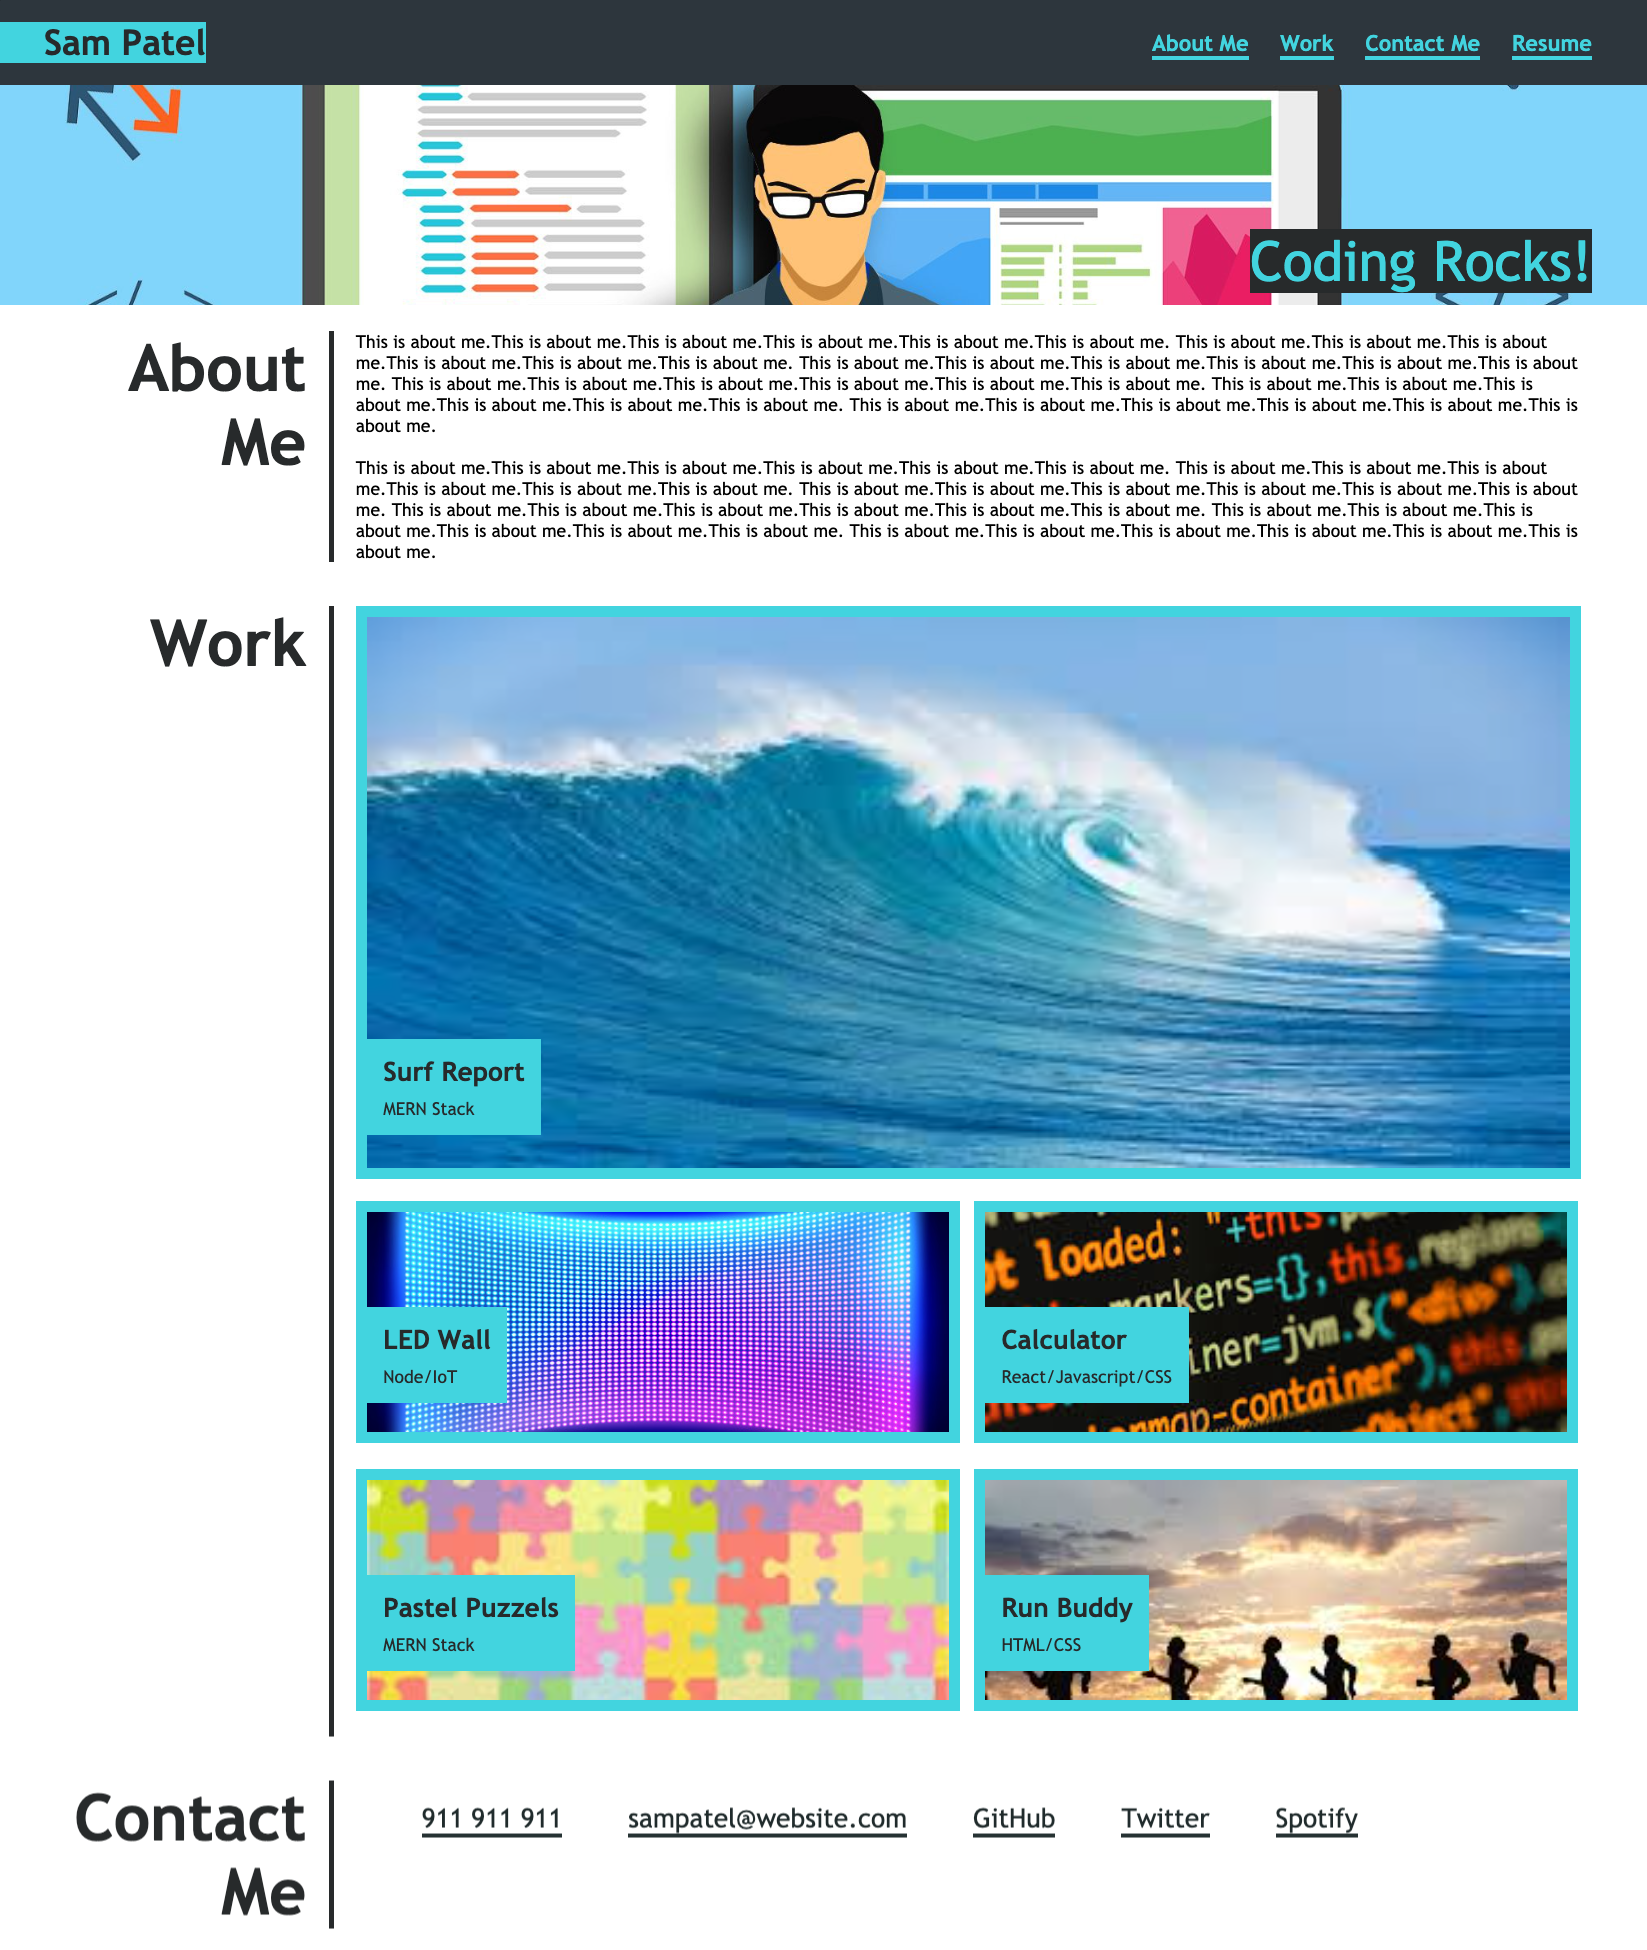 Sam Patel
About Me Work Contact Me Resume
Coding Rocks!
About
Me
This is about me.This is about me.This is about me.This is about me.This is about me.This is about me. This is about me.This is about me.This is about
me.This is about me.This is about me.This is about me. This is about me.This is about me.This is about me.This is about me.This is about me.This is about
me. This is about me.This is about me.This is about me.This is about me.This is about me.This is about me. This is about me.This is about me.This is
about me.This is about me.This is about me.This is about me. This is about me.This is about me.This is about me.This is about me.This is about me.This is
about me.
This is about me.This is about me.This is about me.This is about me.This is about me.This is about me. This is about me.This is about me.This is about
me.This is about me.This is about me.This is about me. This is about me.This is about me.This is about me.This is about me.This is about me.This is about
me. This is about me.This is about me.This is about me.This is about me.This is about me.This is about me. This is about me.This is about me.This is
about me.This is about me.This is about me.This is about me. This is about me.This is about me.This is about me.This is about me.This is about me.This is
about me.
Work
Surf Report
MERN Stack
LED Wall
Node/IoT
ot loaded: "+this.
markers={},this.regions
iner=jvm.$("<div>")
container"),this
Calculator
React/Javascript/CSS
Pastel Puzzels
MERN Stack
Run Buddy
HTML/CSS
Contact
Me
911 911 911 sampatel@website.com GitHub Twitter Spotify